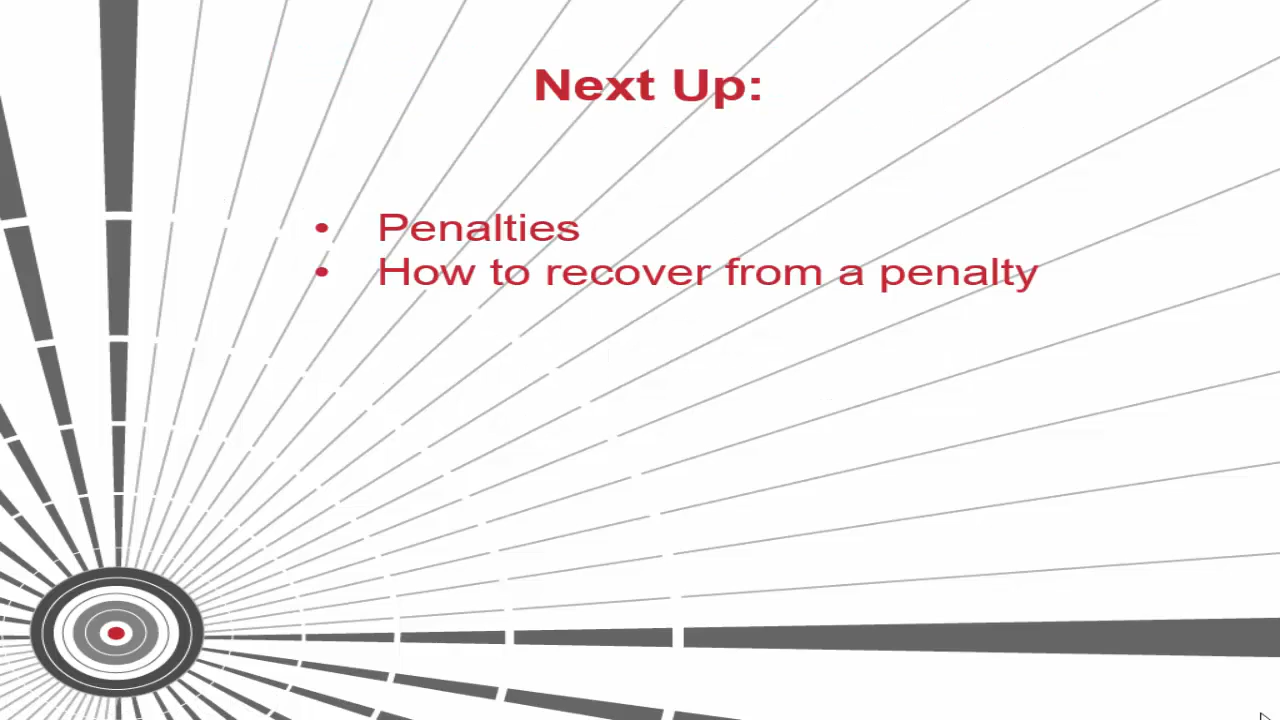 Next Up:
• Penalties
• How to recover from a penalty